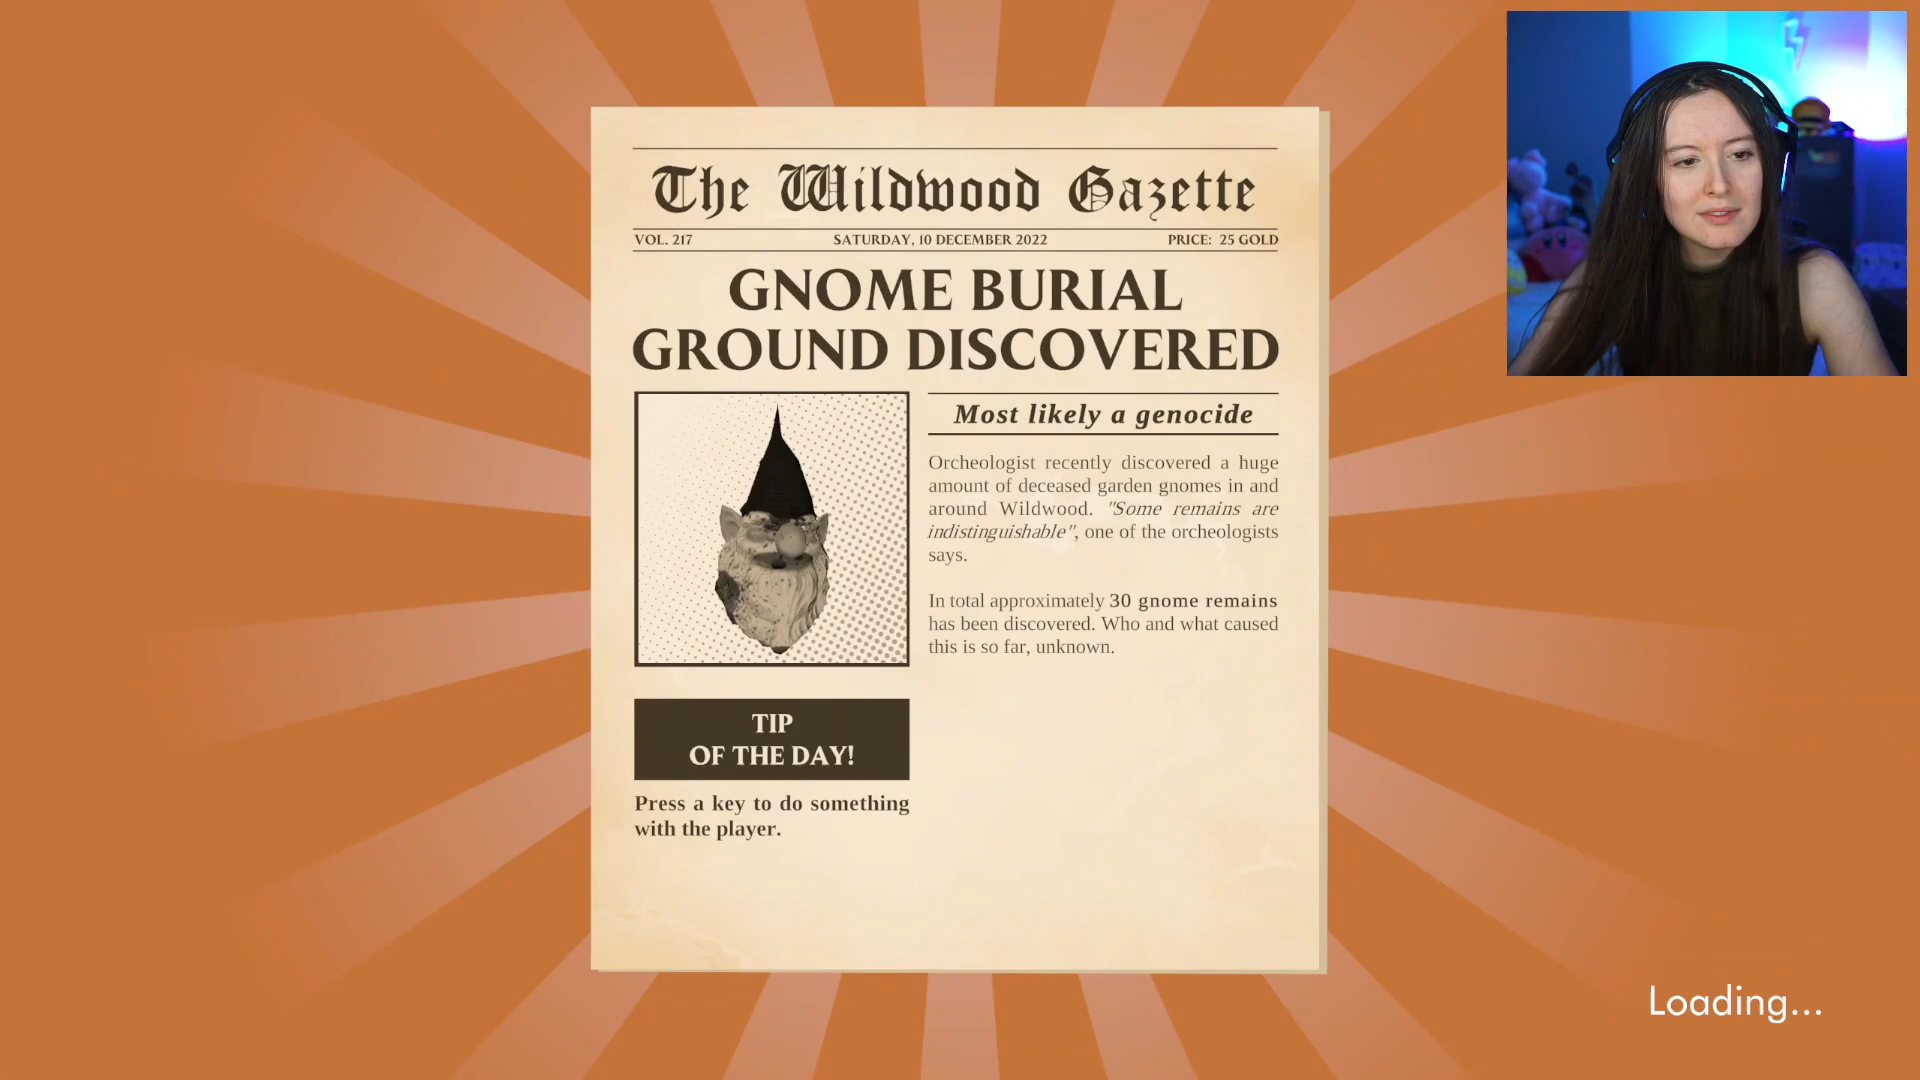 The Wildwood Gazette
VOL. 217 SATURDAY, 10 DECEMBER 2022 PRICE: 25 GOLD
GNOME BURIAL
GROUND DISCOVERED
Most likely a genocide
Orcheologist recently discovered a huge
amount of deceased garden gnomes in and
around Wildwood. "Some remains are
indistinguishable", one of the orcheologists
says.
In total approximately 30 gnome remains
has been discovered. Who and what caused
this is so far, unknown.
TIP
OF THE DAY!
Press a key to do something
with the player.
Loading...